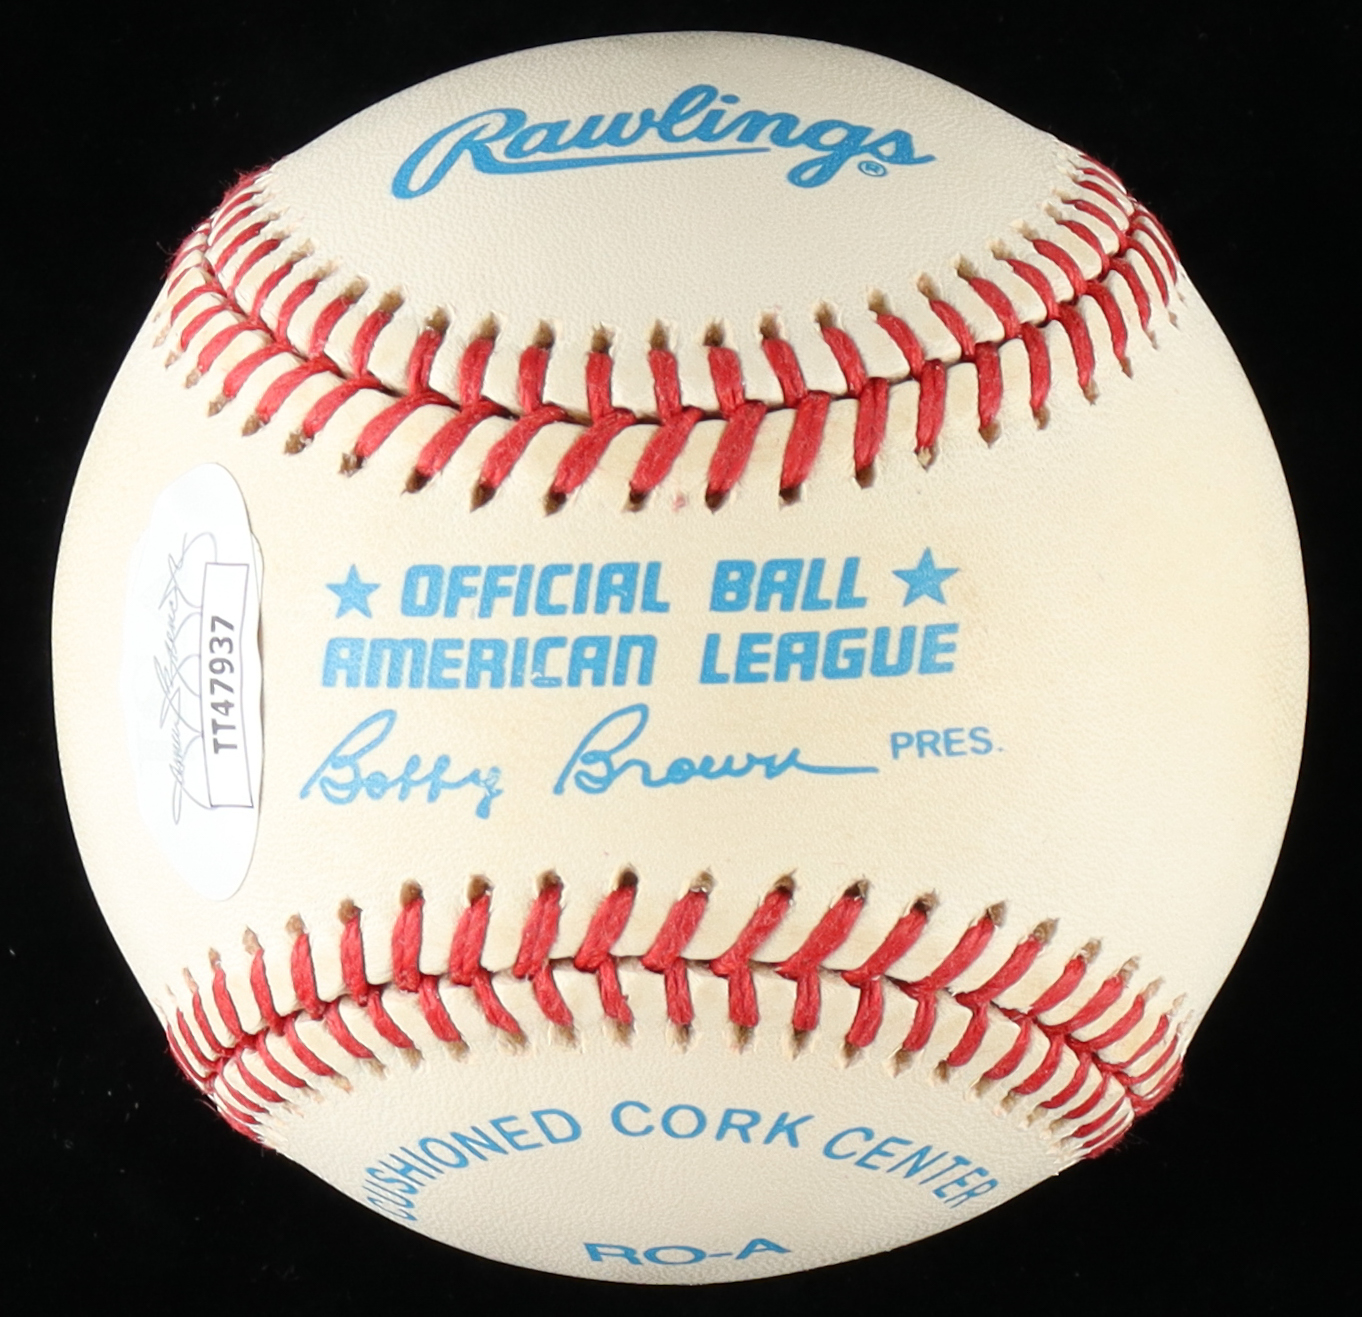 Rawlings®
★ OFFICIAL BALL ★
AMERICAN LEAGUE
Bobby Brown PRES.
TT47937
CUSHIONED CORK CENTER
RO-A